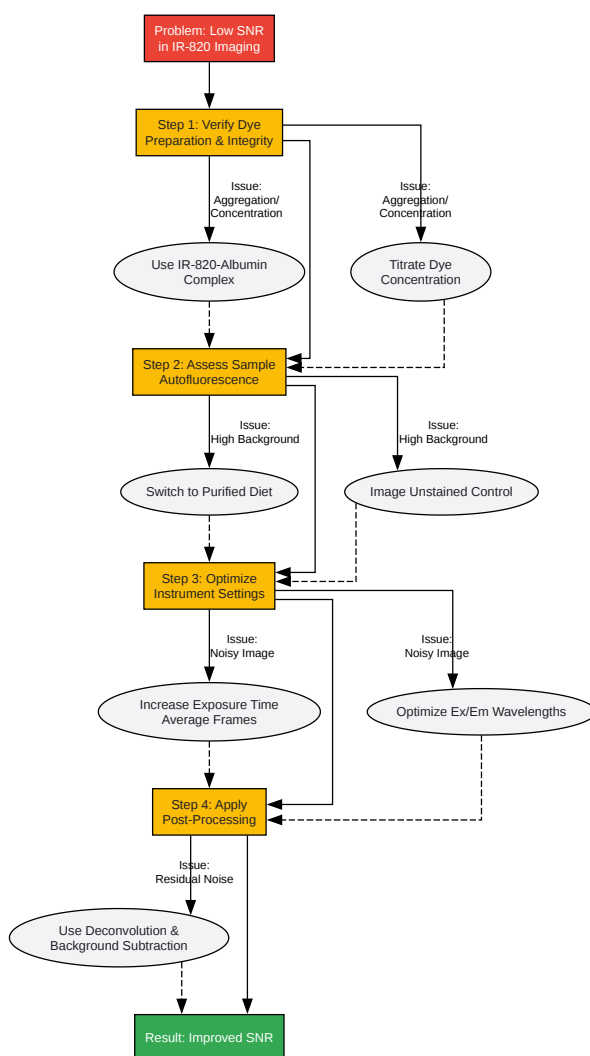 Problem: Low SNR
in IR-820 Imaging
Step 1: Verify Dye
Preparation & Integrity
Issue:
Aggregation/
Concentration
Issue:
Aggregation/
Concentration
Use IR-820-Albumin
Complex
Titrate Dye
Concentration
Step 2: Assess Sample
Autofluorescence
Issue:
High Background
Issue:
High Background
Switch to Purified Diet
Image Unstained Control
Step 3: Optimize
Instrument Settings
Issue:
Noisy Image
Issue:
Noisy Image
Increase Exposure Time
Average Frames
Optimize Ex/Em Wavelengths
Step 4: Apply
Post-Processing
Issue:
Residual Noise
Use Deconvolution &
Background Subtraction
Result: Improved SNR